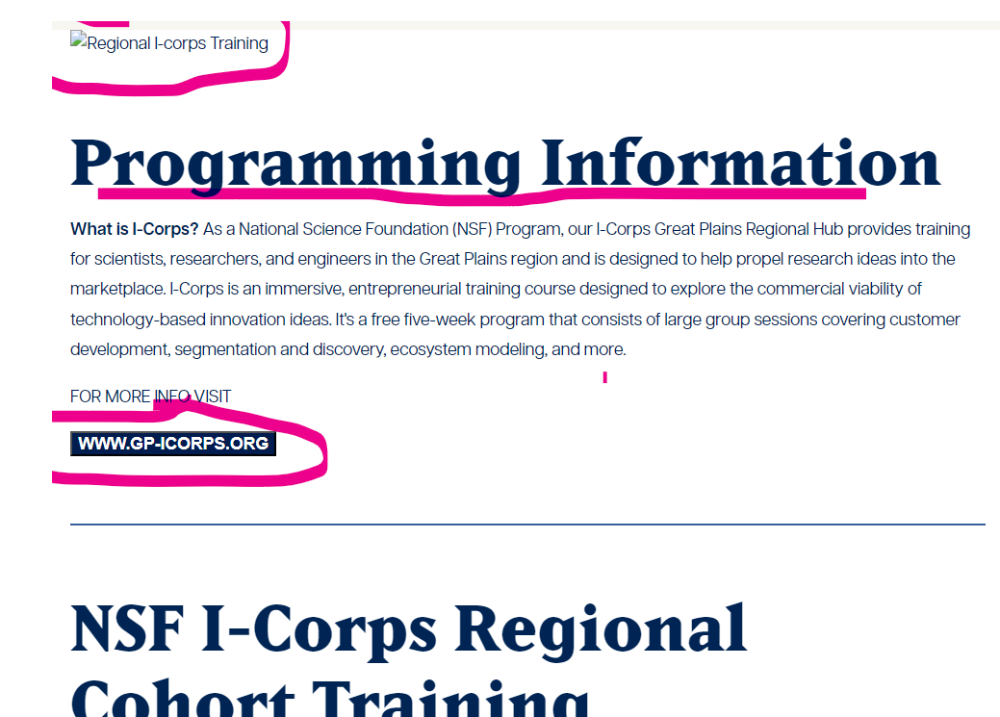 Regional I-corps Training
Programming Information
What is I-Corps? As a National Science Foundation (NSF) Program, our I-Corps Great Plains Regional Hub provides training
for scientists, researchers, and engineers in the Great Plains region and is designed to help propel research ideas into the
marketplace. I-Corps is an immersive, entrepreneurial training course designed to explore the commercial viability of
technology-based innovation ideas. It's a free five-week program that consists of large group sessions covering customer
development, segmentation and discovery, ecosystem modeling, and more.
FOR MORE INFO VISIT
WWW.GP-ICORPS.ORG
NSF I-Corps Regional
Cohort Training